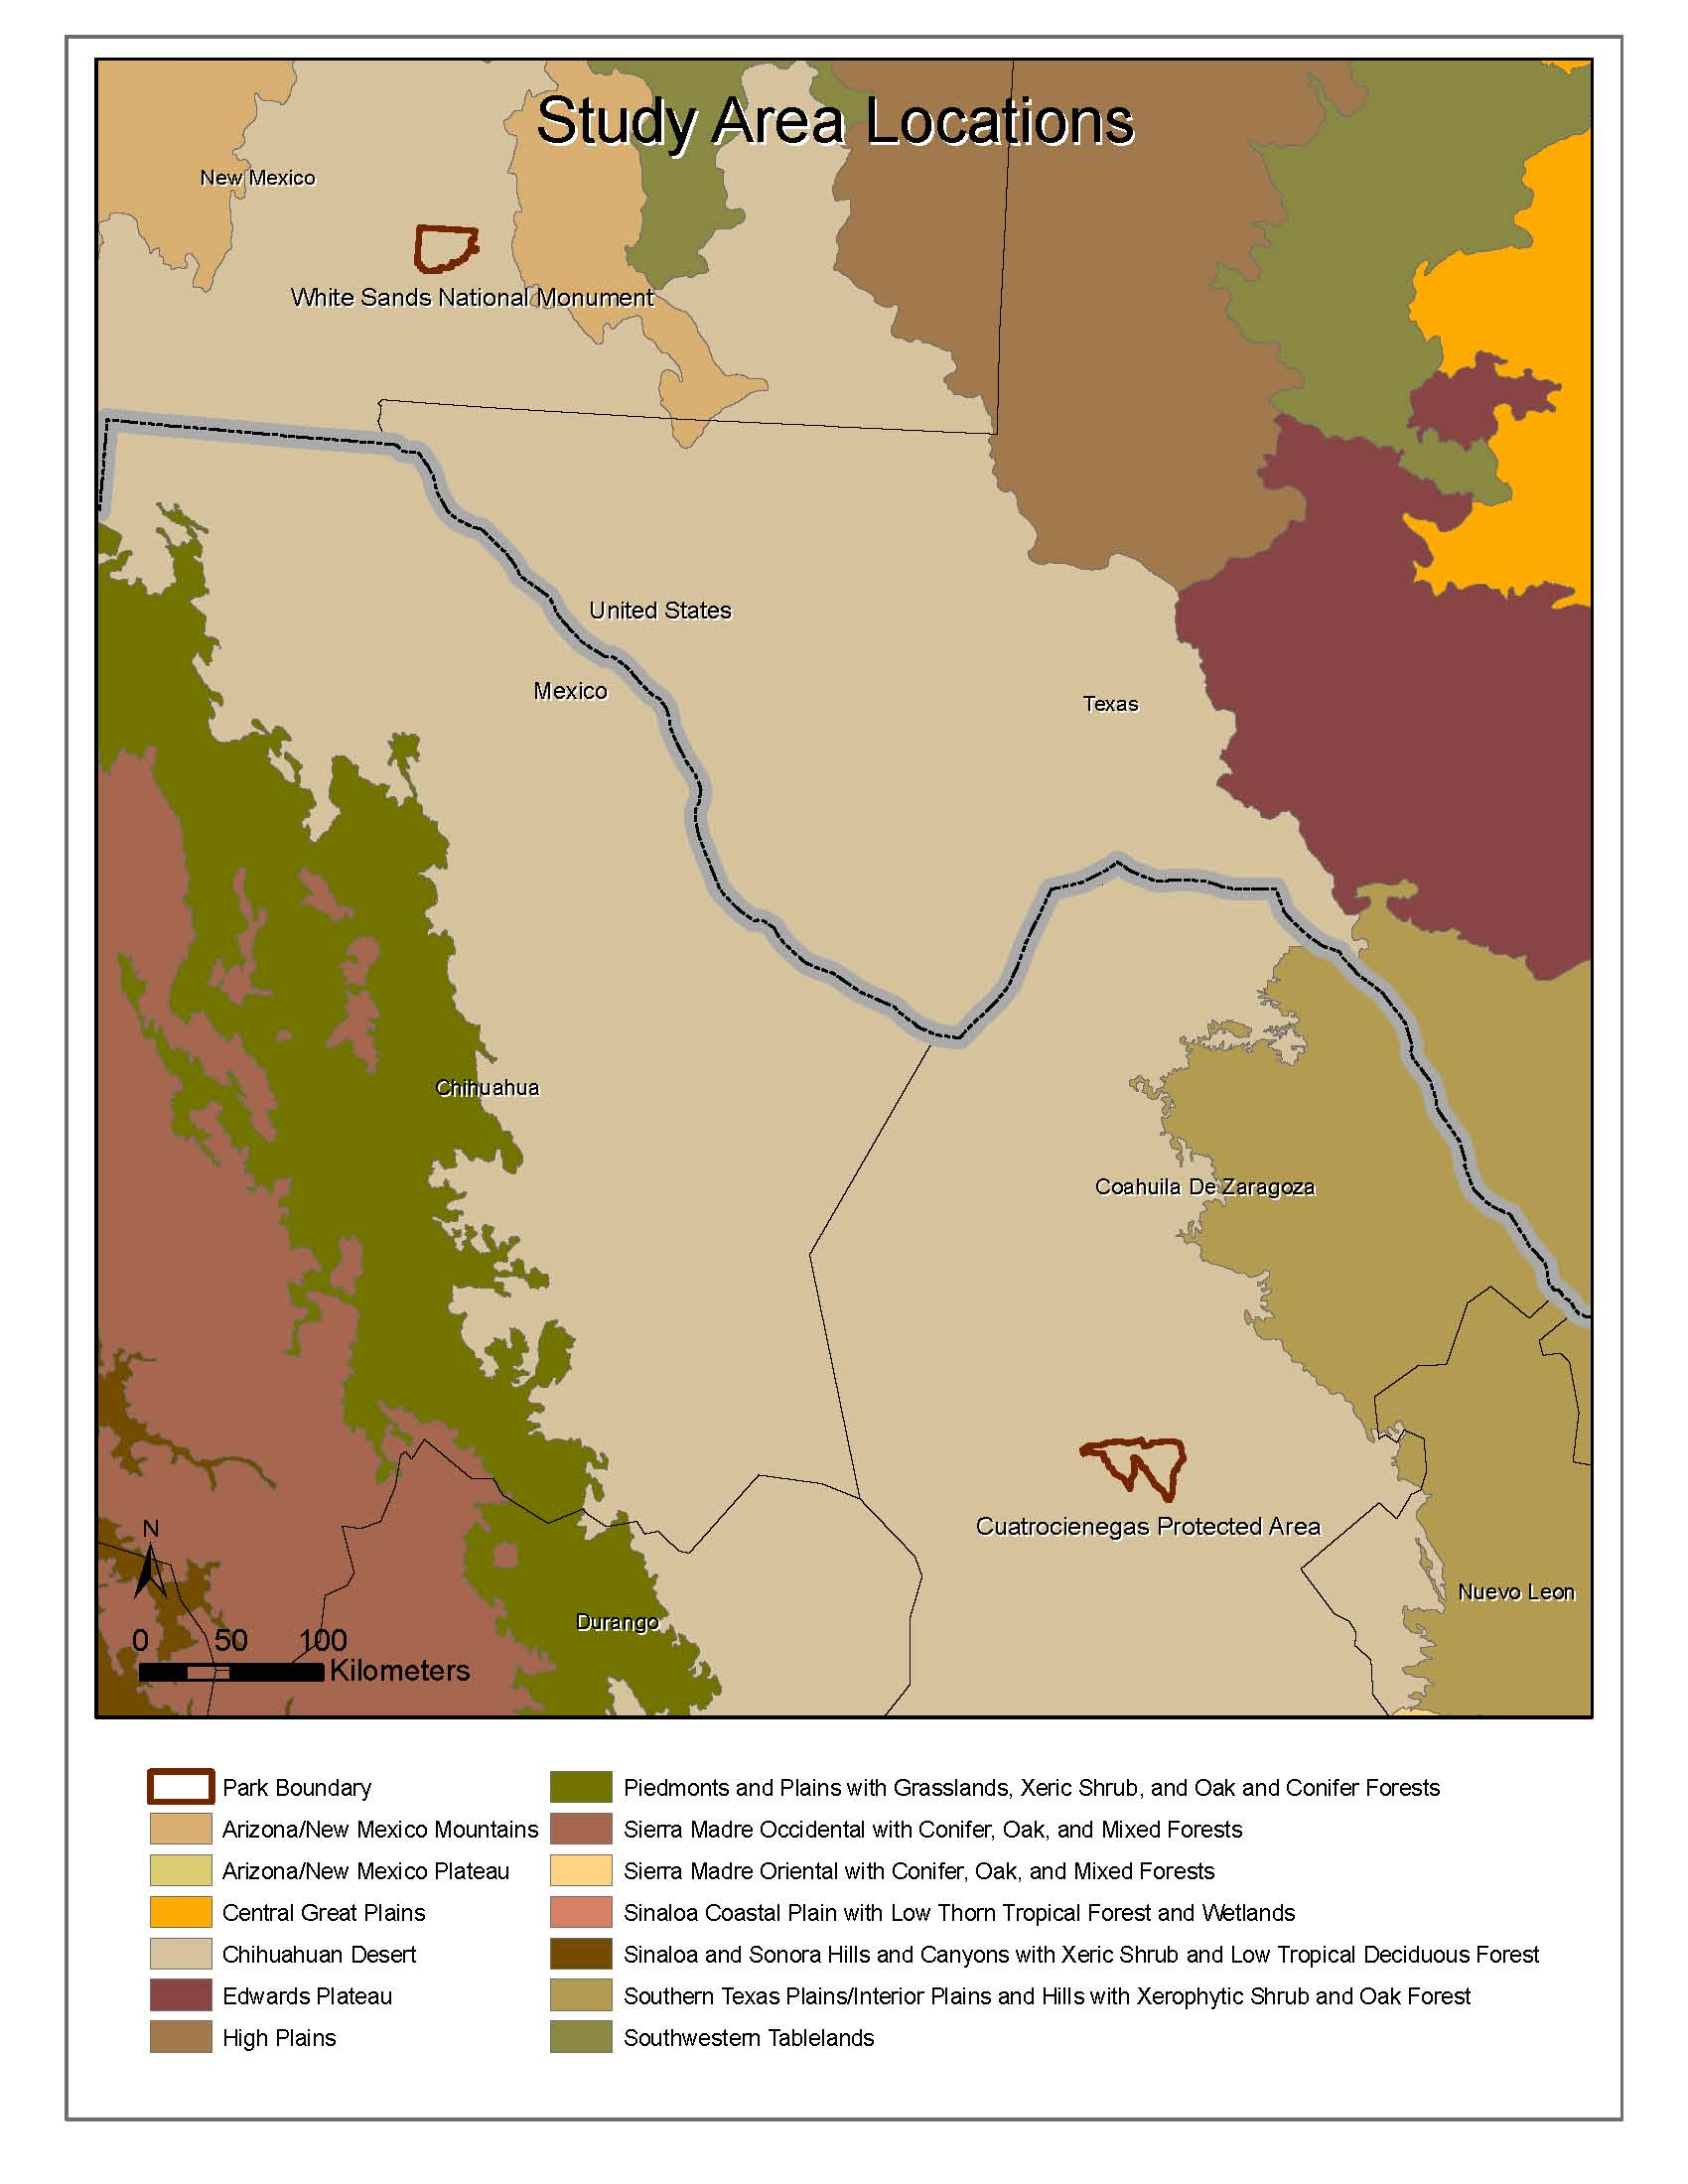 Study Area Locations
New Mexico
White Sands National Monument
United States
Mexico
Texas
Chihuahua
Coahuila De Zaragoza
Cuatrocienegas Protected Area
N
Nuevo Leon
Durango
0 50 100
Kilometers
Park Boundary
Arizona/New Mexico Mountains
Arizona/New Mexico Plateau
Central Great Plains
Chihuahuan Desert
Edwards Plateau
High Plains
Piedmonts and Plains with Grasslands, Xeric Shrub, and Oak and Conifer Forests
Sierra Madre Occidental with Conifer, Oak, and Mixed Forests
Sierra Madre Oriental with Conifer, Oak, and Mixed Forests
Sinaloa Coastal Plain with Low Thorn Tropical Forest and Wetlands
Sinaloa and Sonora Hills and Canyons with Xeric Shrub and Low Tropical Deciduous Forest
Southern Texas Plains/Interior Plains and Hills with Xerophytic Shrub and Oak Forest
Southwestern Tablelands